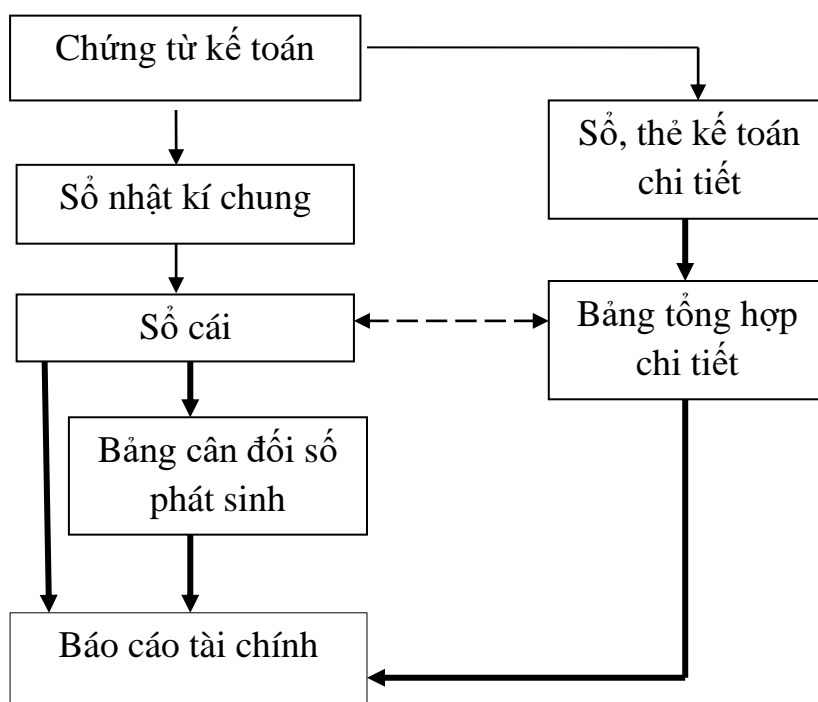 Chứng từ kế toán
Sổ, thẻ kế toán
chi tiết
Sổ nhật kí chung
Sổ cái
Bảng tổng hợp
chi tiết
Bảng cân đối số
phát sinh
Báo cáo tài chính